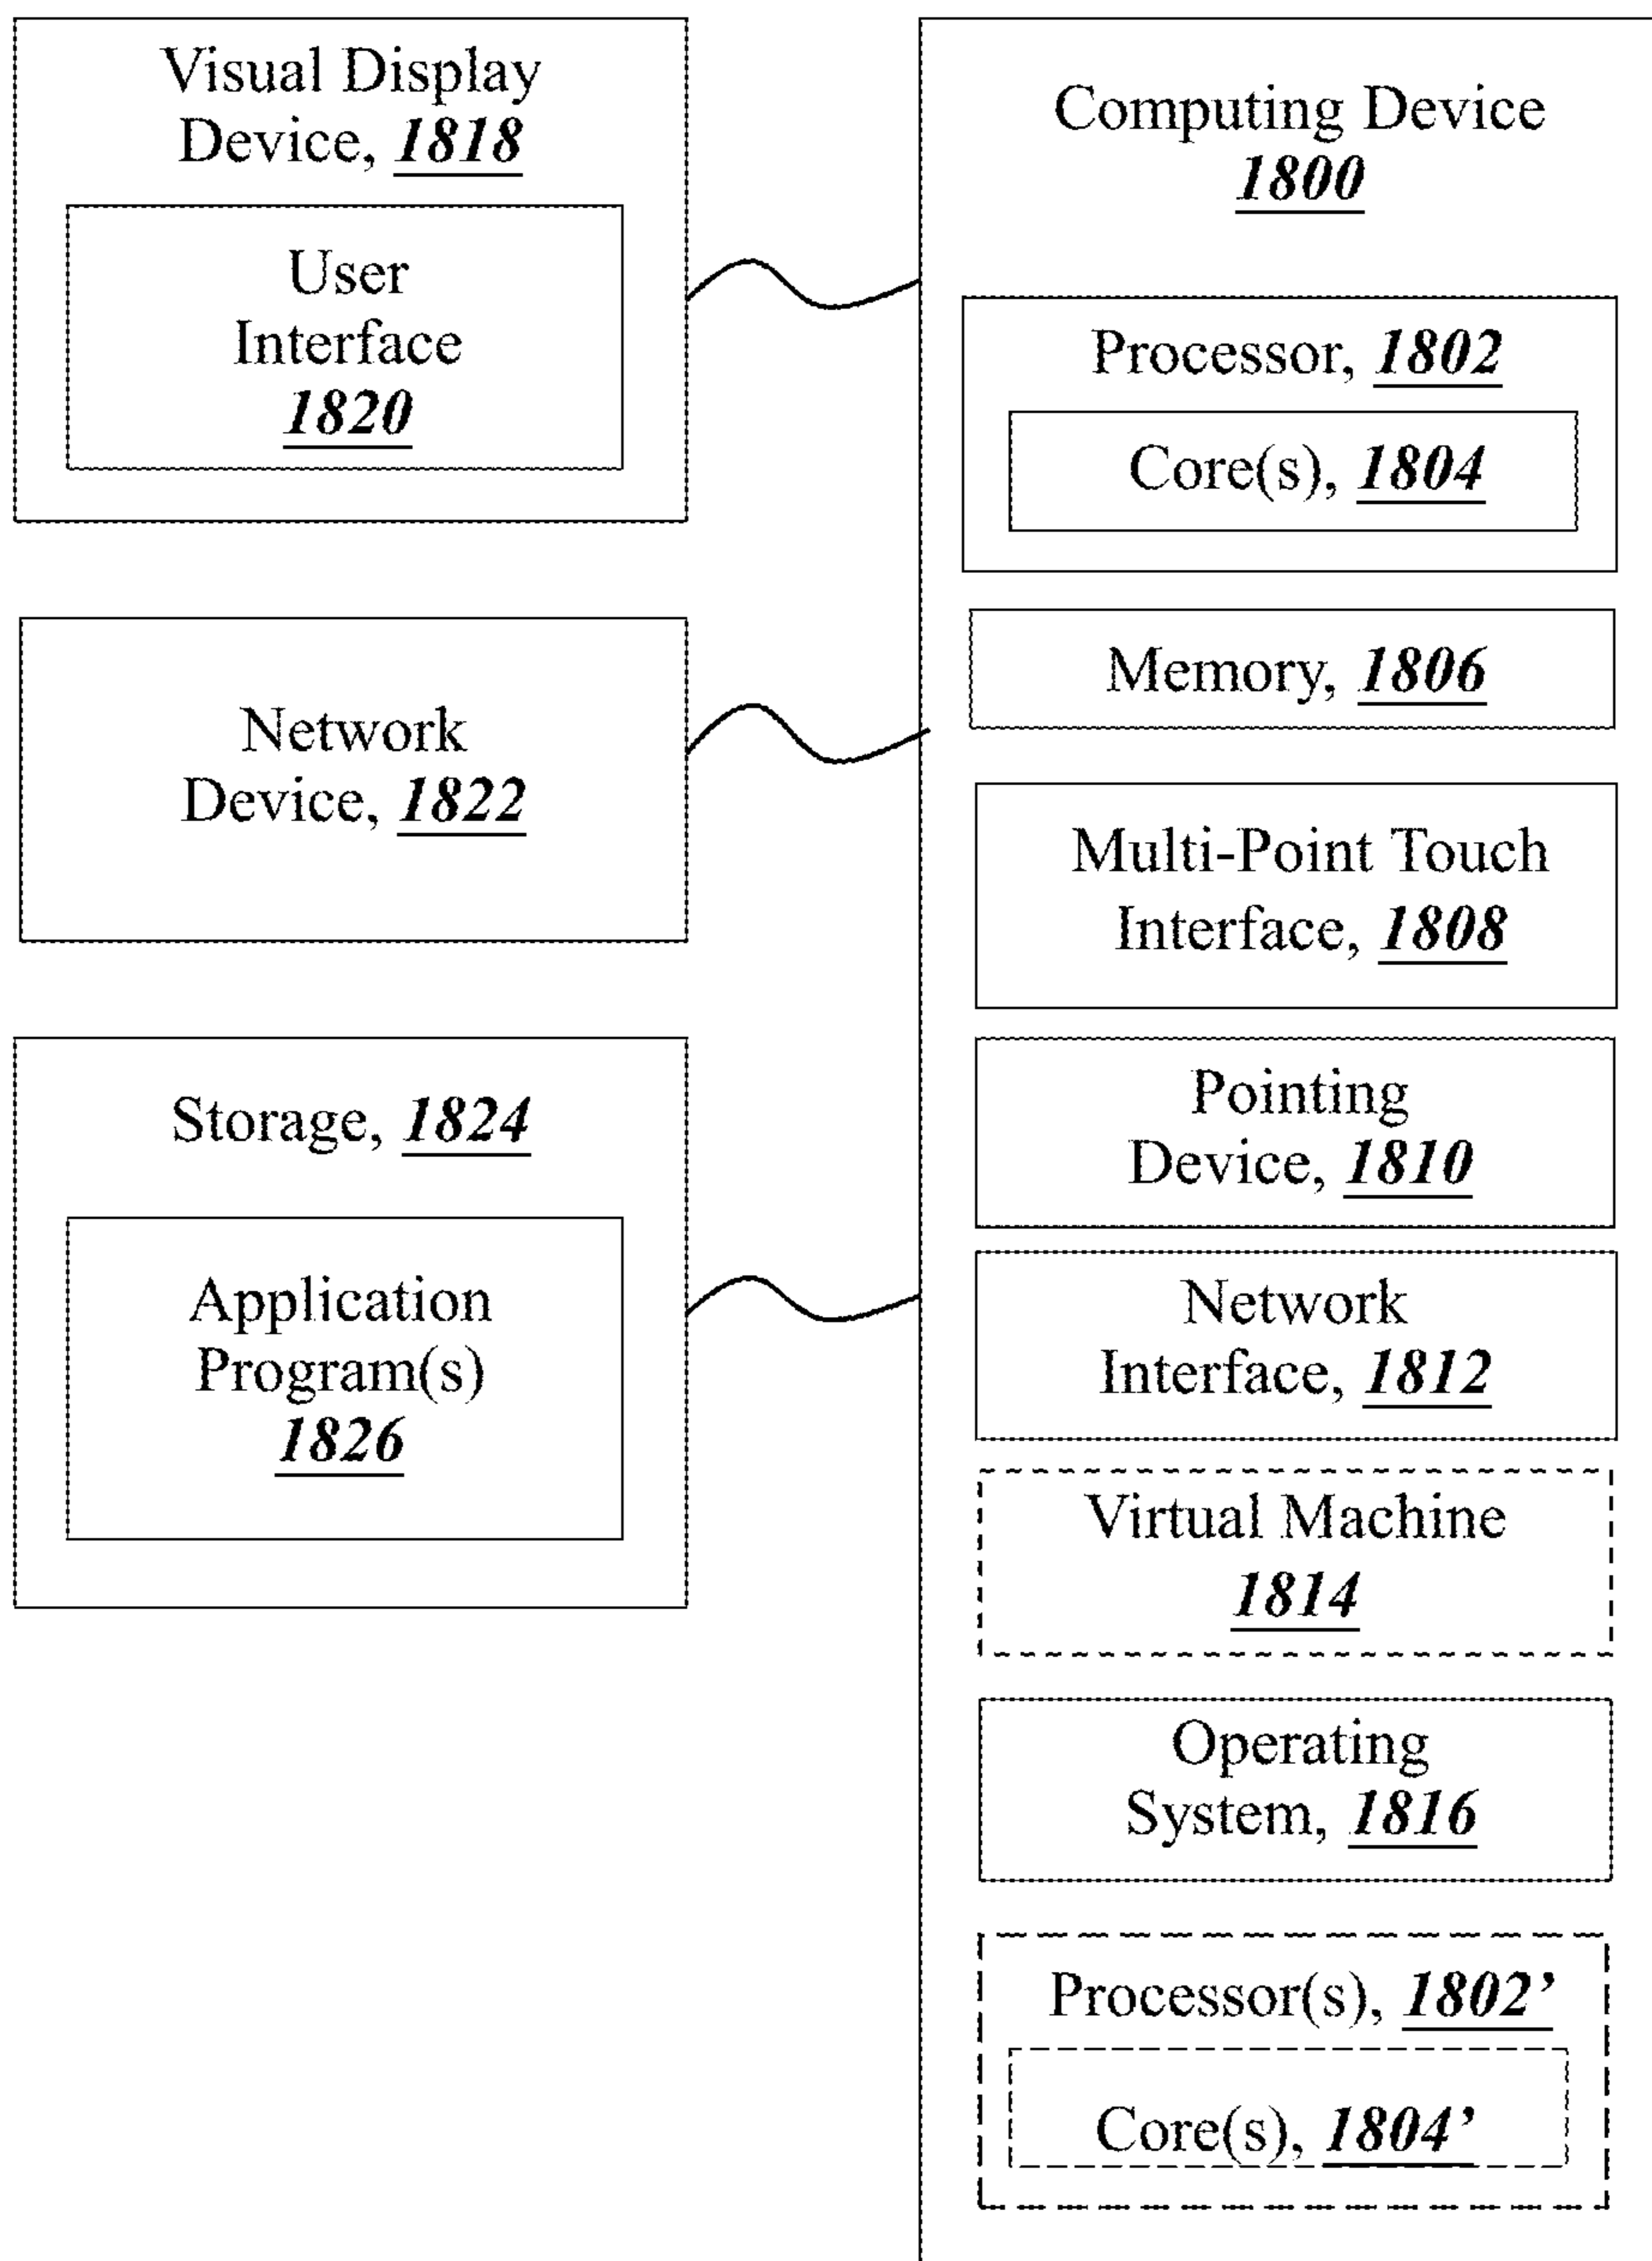 Visual Display
Device, 1818
User
Interface
1820
Network
Device, 1822
Storage, 1824
Application
Program(s)
1826
Computing Device
1800
Processor, 1802
Core(s), 1804
Memory, 1806
Multi-Point Touch
Interface, 1808
Pointing
Device, 1810
Network
Interface, 1812
Virtual Machine
1814
Operating
System, 1816
Processor(s), 1802’
Core(s), 1804’